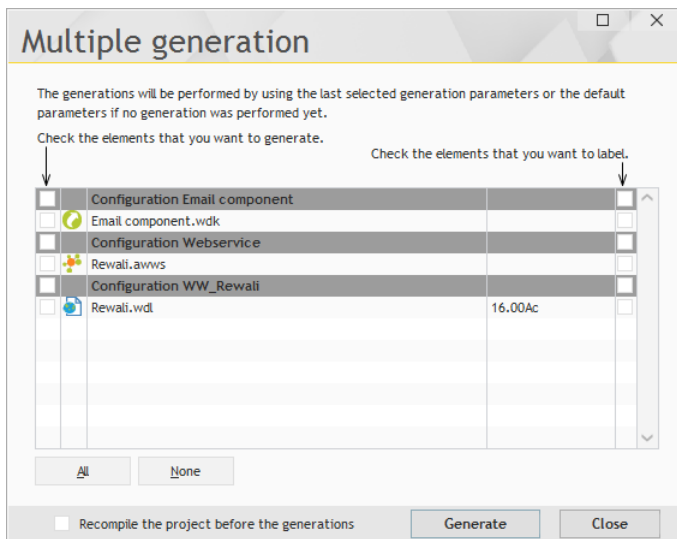 Multiple generation
The generations will be performed by using the last selected generation parameters or the default
parameters if no generation was performed yet.
Check the elements that you want to generate.
Check the elements that you want to label.
Configuration Email component
Email component.wdk
Configuration Webservice
Rewali.awws
Configuration WW_Rewali
Rewali.wdl 16.00Ac
All None
Recompile the project before the generations Generate Close